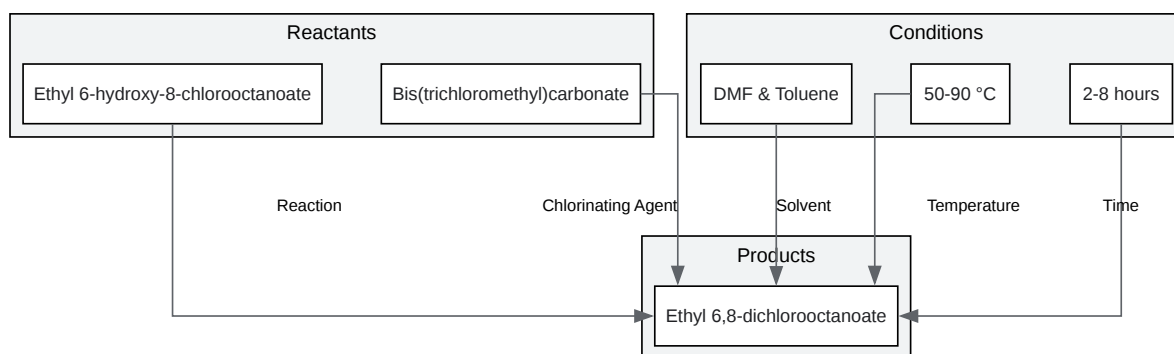 Reactants
Conditions
Ethyl 6-hydroxy-8-chlorooctanoate
Bis(trichloromethyl)carbonate
DMF & Toluene
50-90 °C
2-8 hours
Reaction
Chlorinating Agent
Solvent
Temperature
Time
Products
Ethyl 6,8-dichlorooctanoate